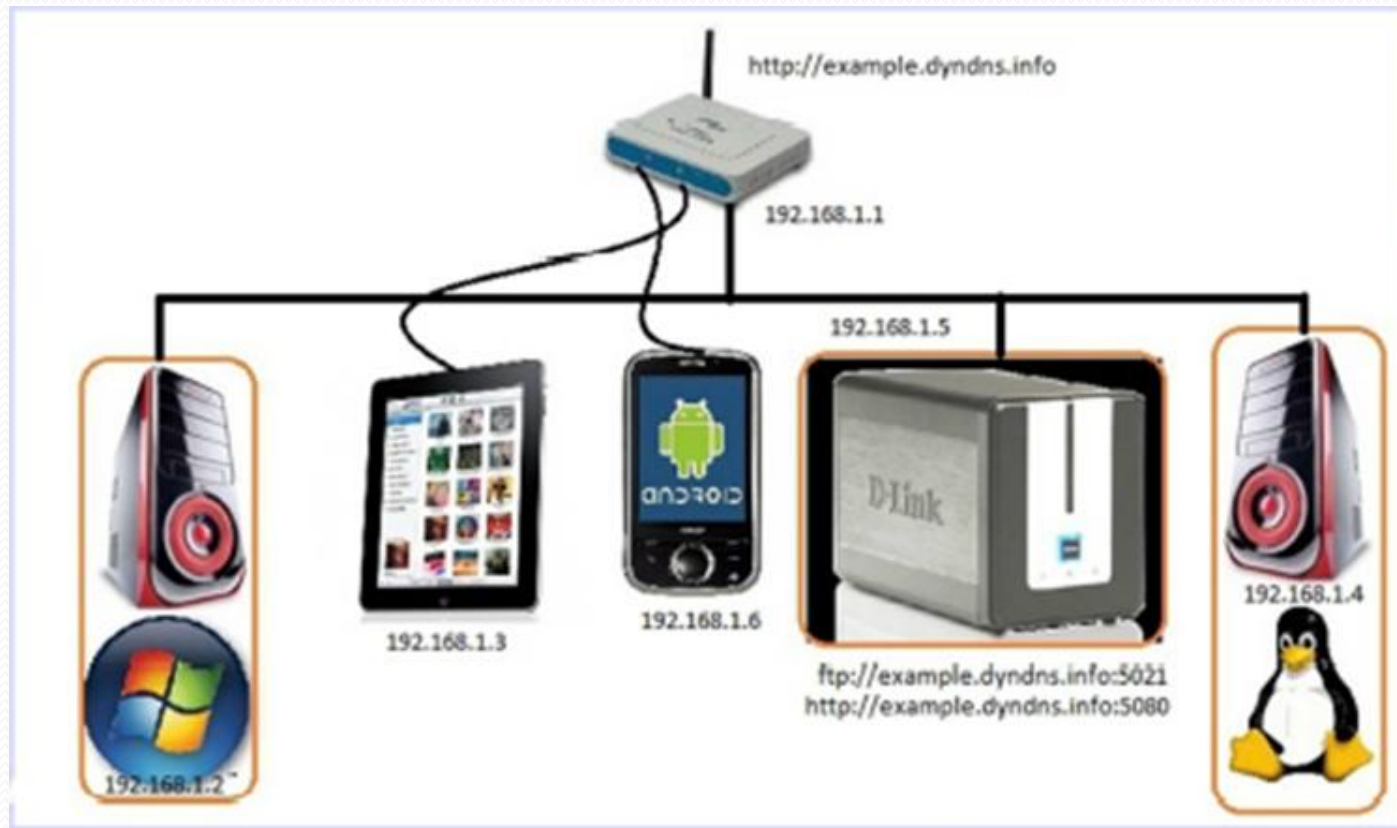 http://example.dyndns.info
192.168.1.1
192.168.1.5
ANDROID
D-Link
192.168.1.3
192.168.1.6
192.168.1.4
ftp://example.dyndns.info:5021
http://example.dyndns.info:5080
192.168.1.2